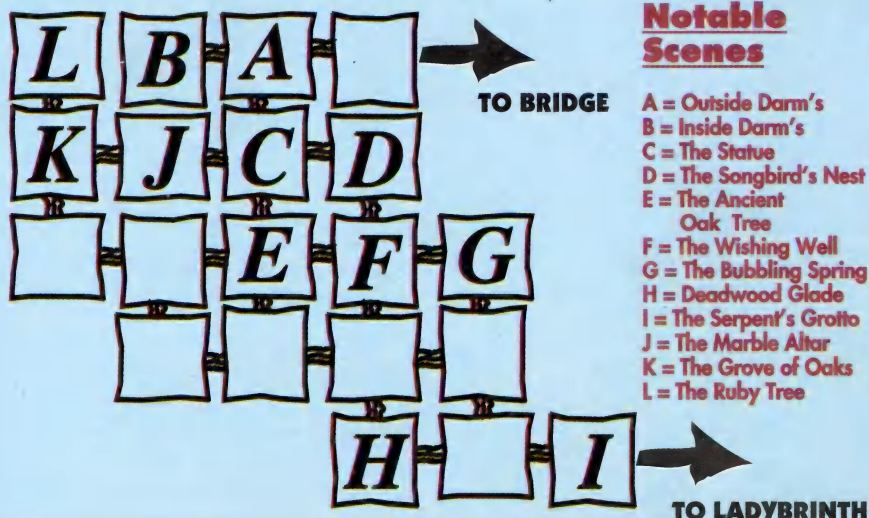 L B A
TO BRIDGE
K J C D
E F G
H I
TO LADYBRINTH
Notable
Scenes
A = Outside Darm's
B = Inside Darm's
C = The Statue
D = The Songbird's Nest
E = The Ancient
Oak Tree
F = The Wishing Well
G = The Bubbling Spring
H = Deadwood Glade
I = The Serpent's Grotto
J = The Marble Altar
K = The Grove of Oaks
L = The Ruby Tree